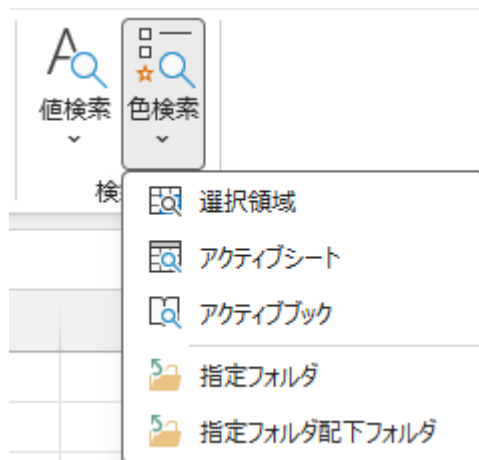 値検索 色検索
検
選択領域
アクティブシート
アクティブブック
指定フォルダ
指定フォルダ配下フォルダ